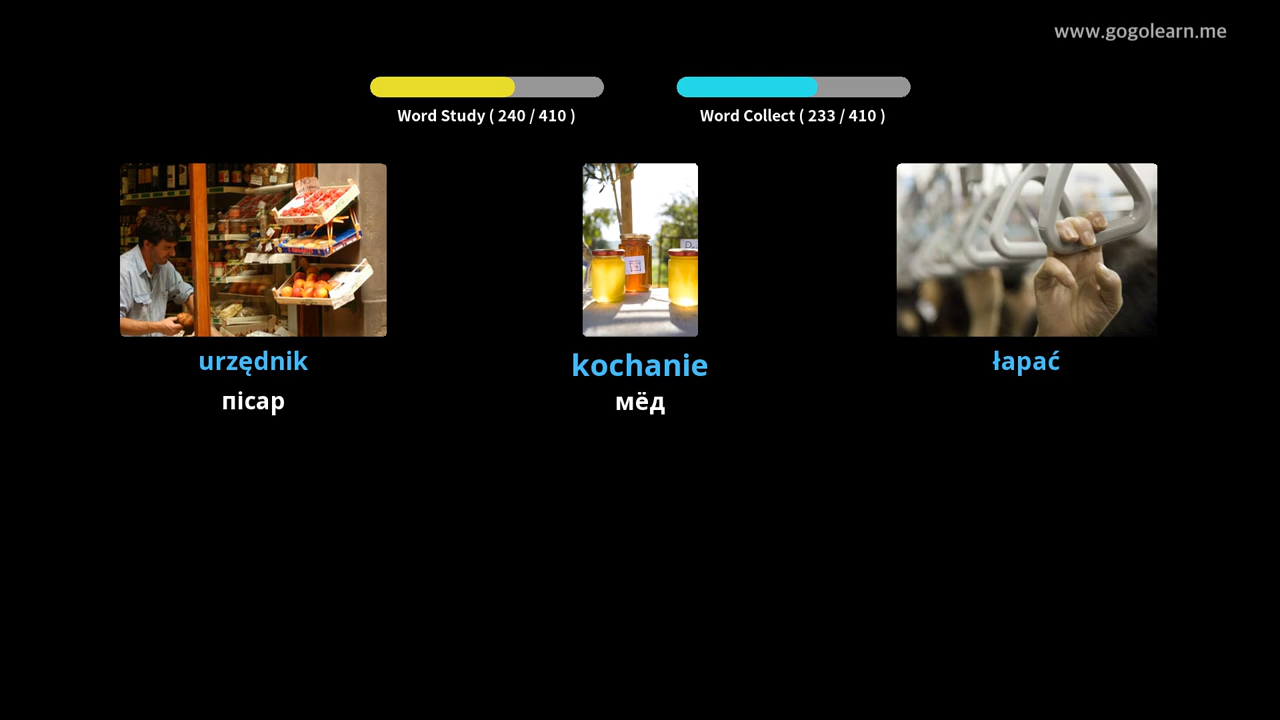 www.gogolearn.me
Word Study ( 240 / 410 )
Word Collect ( 233 / 410 )
urzędnik
kochanie
łapać
пісар
мёд